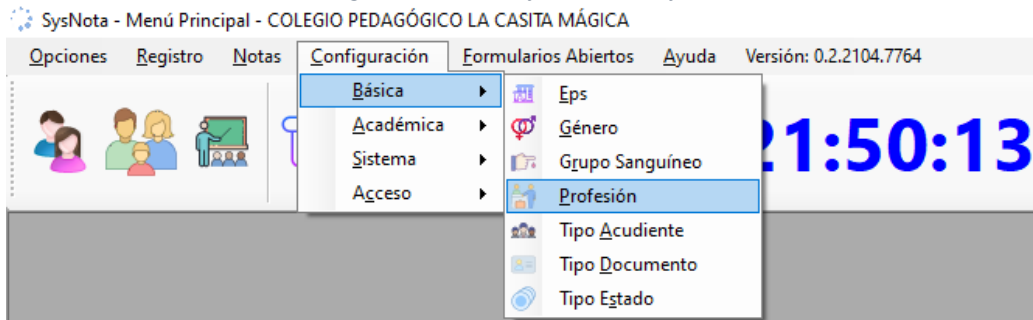 SysNota - Menú Principal - COLEGIO PEDAGÓGICO LA CASITA MÁGICA
Opciones Registro Notas Configuración Formularios Abiertos Ayuda Versión: 0.2.2104.7764
Básica
Académica
Sistema
Acceso
Eps
Género
Grupo Sanguíneo
Profesión
Tipo Acudiente
Tipo Documento
Tipo Estado
21:50:13